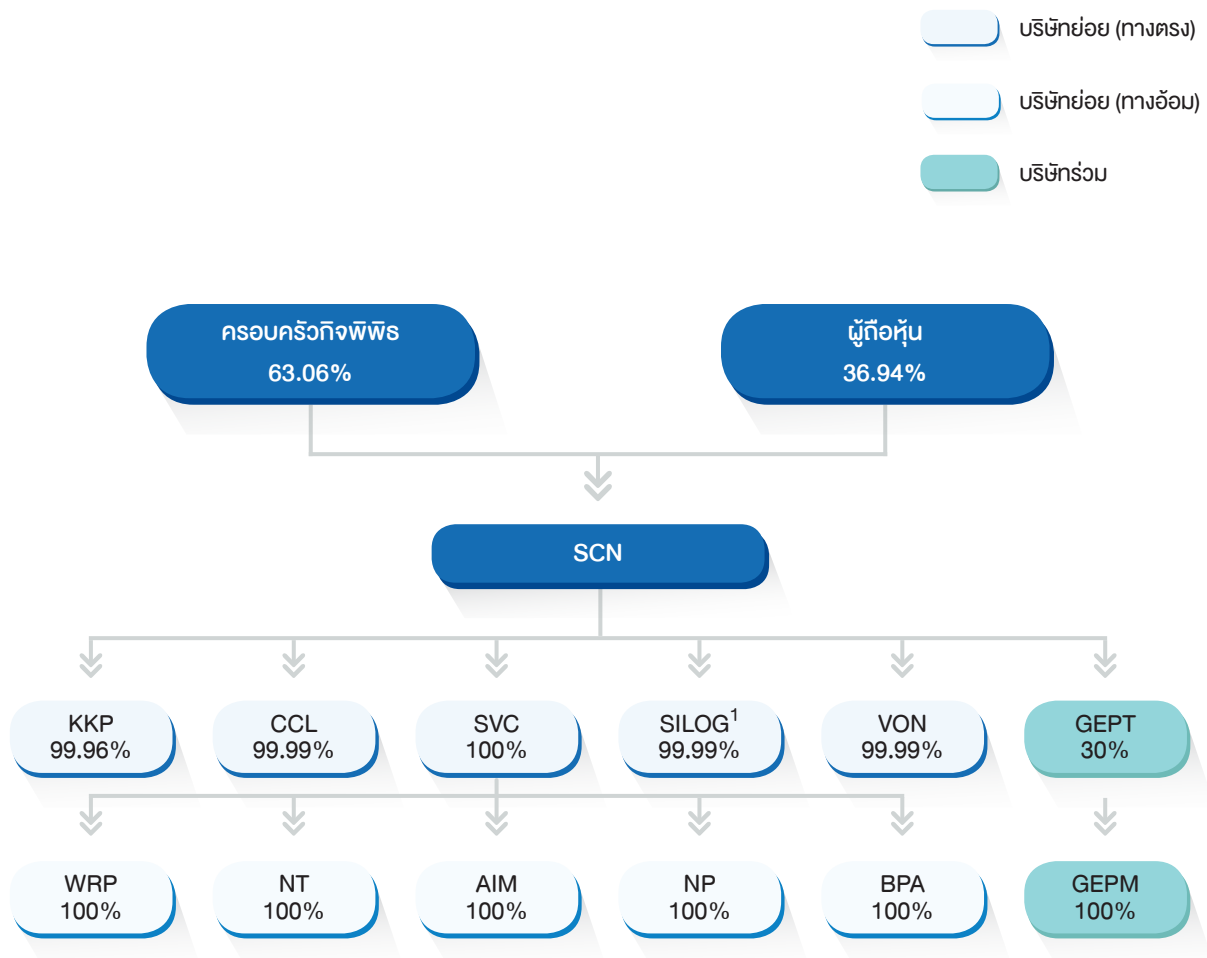 บริษัทย่อย (ทางตรง)
บริษัทย่อย (ทางอ้อม)
บริษัทร่วม
ครอบครัวกิจพิพิธ
63.06%
ผู้ถือหุ้น
36.94%
SCN
KKP
99.96%
CCL
99.99%
SVC
100%
SILOG¹
99.99%
VON
99.99%
GEPT
30%
WRP
100%
NT
100%
AIM
100%
NP
100%
BPA
100%
GEPM
100%